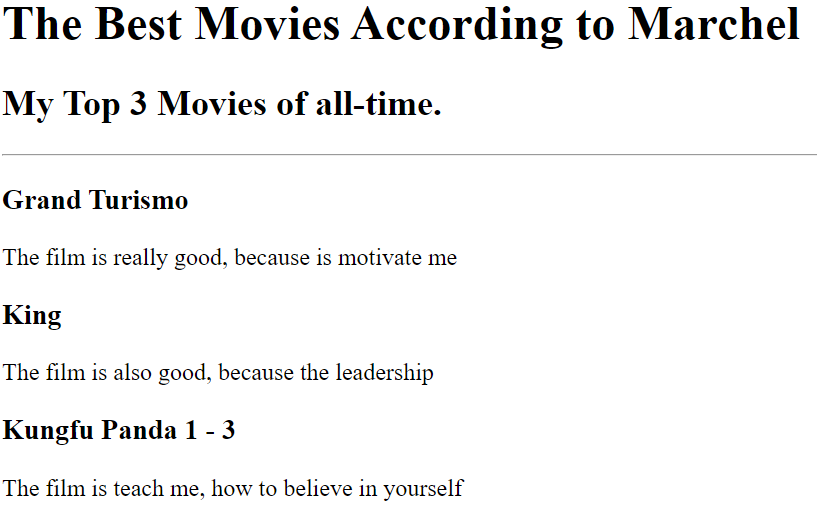 The Best Movies According to Marchel
My Top 3 Movies of all-time.
Grand Turismo
The film is really good, because is motivate me
King
The film is also good, because the leadership
Kungfu Panda 1 - 3
The film is teach me, how to believe in yourself